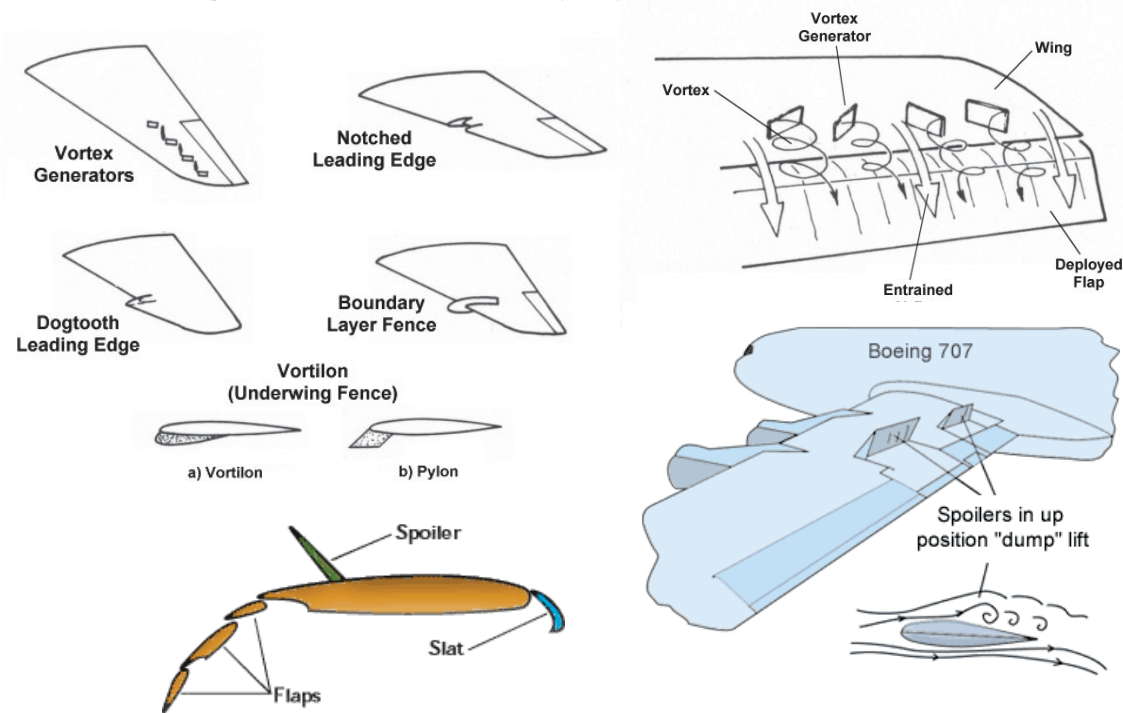 Vortex
Generators
Notched
Leading Edge
Dogtooth
Leading Edge
Boundary
Layer Fence
Vortilon
(Underwing Fence)
a) Vortilon
b) Pylon
Vortex
Generator
Wing
Vortex
Entrained
Deployed
Flap
Boeing 707
Spoilers in up
position "dump" lift
Spoiler
Slat
Flaps